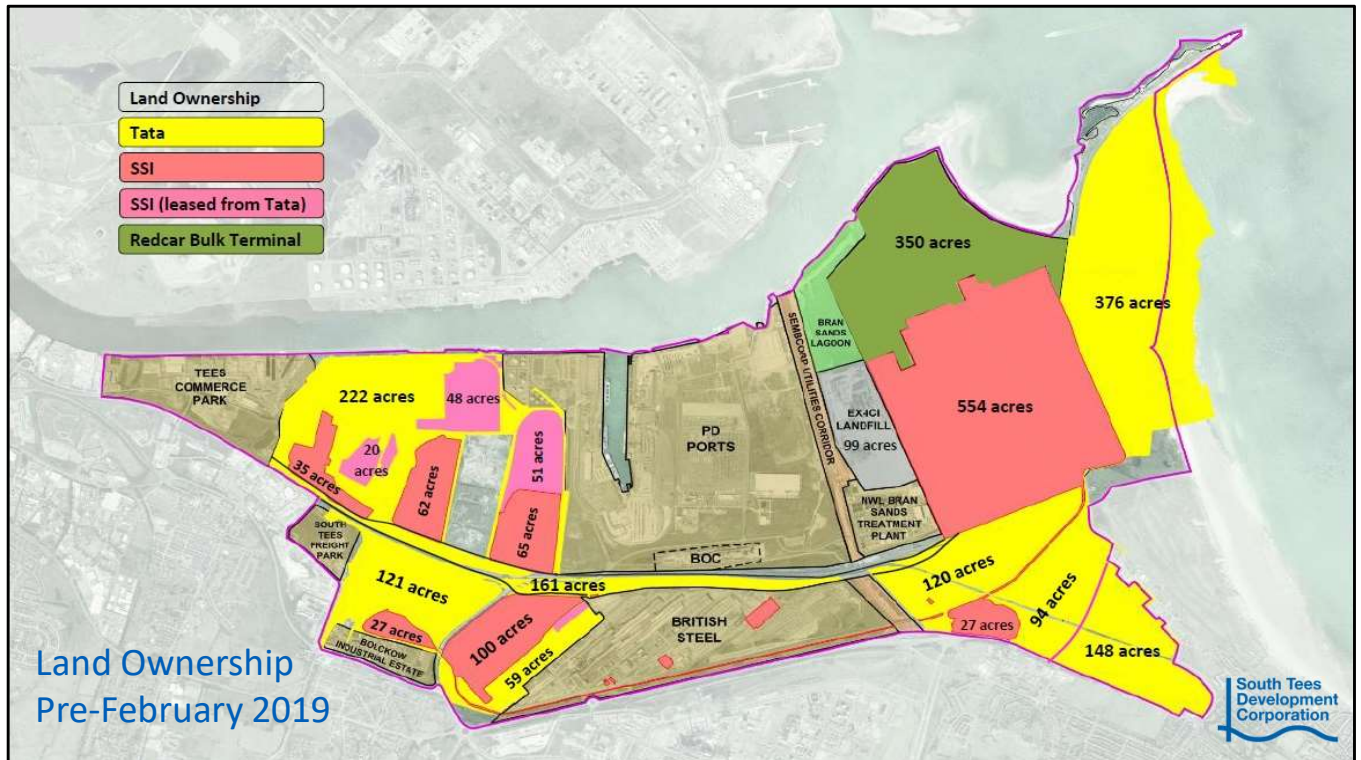 Land Ownership
Tata
SSI
SSI (leased from Tata)
Redcar Bulk Terminal
350 acres
376 acres
BRAN
SANDS
LAGOON
SEMBCORP UTILITIES CORRIDOR
TEES
COMMERCE
PARK
222 acres
48 acres
554 acres
EX-ICI
LANDFILL
99 acres
PD
PORTS
20
acres
51 acres
35 acres
62 acres
65 acres
NWL BRAN
SANDS
TREATMENT
PLANT
SOUTH
TEES
FREIGHT
PARK
BOC
121 acres
161 acres
120 acres
94 acres
27 acres
100 acres
BRITISH
STEEL
27 acres
148 acres
BOLCKOW
INDUSTRIAL ESTATE
59 acres
Land Ownership
Pre-February 2019
South Tees
Development
Corporation